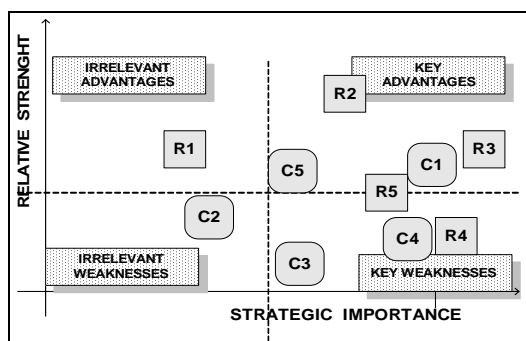 IRRELEVANT
ADVANTAGES
KEY
ADVANTAGES
R2
R1
R3
C5
C1
R5
C2
C4
R4
C3
IRRELEVANT
WEAKNESSES
KEY WEAKNESSES
RELATIVE STRENGHT
STRATEGIC IMPORTANCE